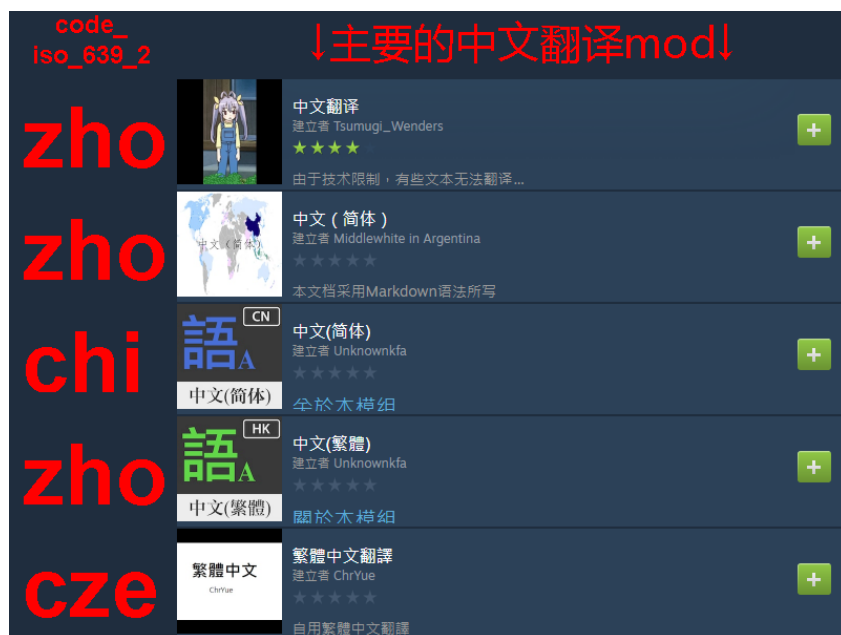 code_
iso_639_2
↓主要的中文翻译mod↓
zho
中文翻译
建立者 Tsumugi_Wenders
由于技术限制，有些文本无法翻译...
zho
中文（简体）
中文（简体）
建立者 Middlewhite in Argentina
本文档采用Markdown语法所写
chi
語A
CN
中文(简体)
中文(简体)
建立者 Unknownkfa
zho
語A
HK
中文(繁體)
中文(繁體)
建立者 Unknownkfa
關於本模組
cze
繁體中文
ChrYue
繁體中文翻譯
建立者 ChrYue
自用繁體中文翻譯